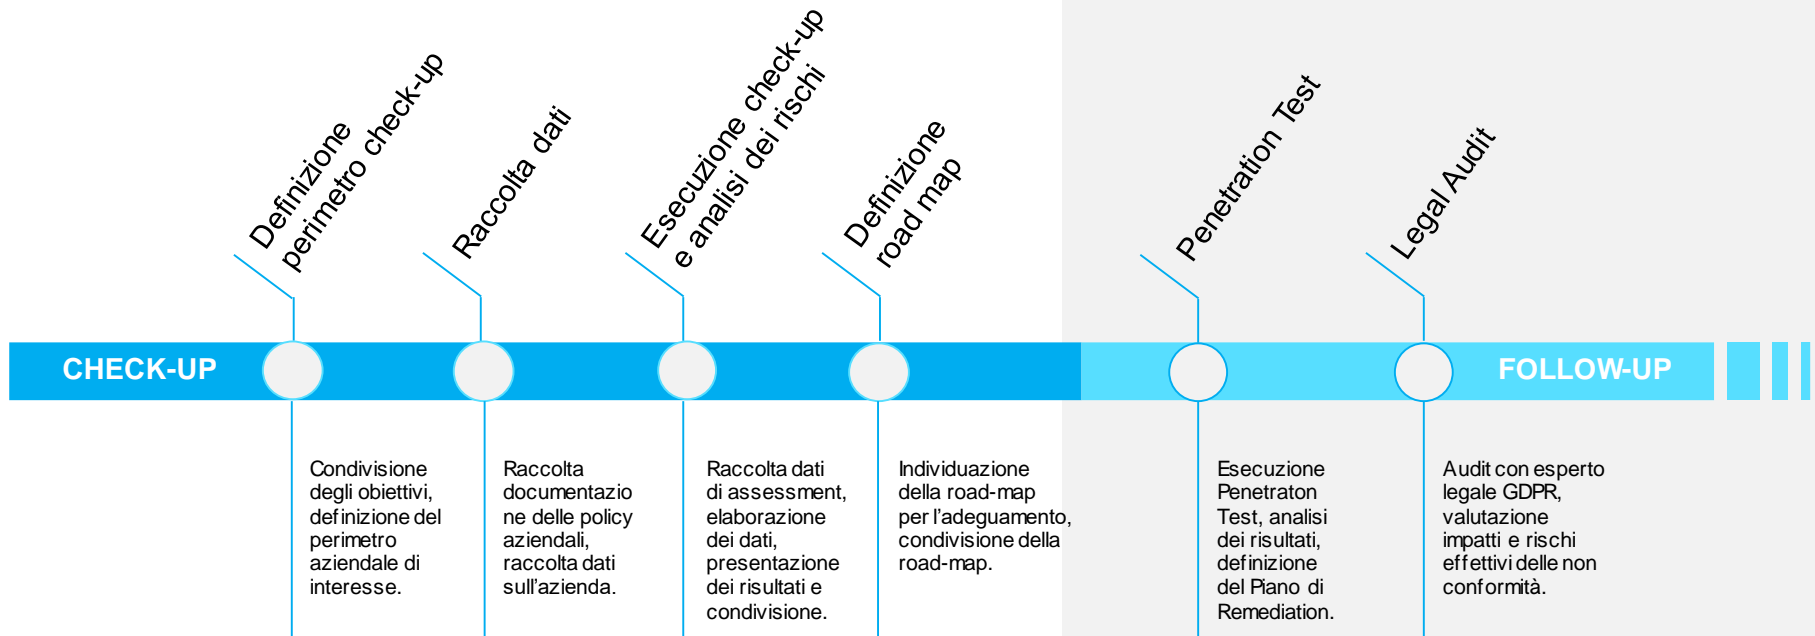 Definizione
perimetro check-up
Raccolta dati
Esecuzione check-up
e analisi dei rischi
Definizione
road map
Penetration Test
Legal Audit
CHECK-UP
FOLLOW-UP
Condivisione
degli obiettivi,
definizione del
perimetro
aziendale di
interesse.
Raccolta
documentazio
ne delle policy
aziendali,
raccolta dati
sull'azienda.
Raccolta dati
di assessment,
elaborazione
dei dati,
presentazione
dei risultati e
condivisione.
Individuazione
della road-map
per l'adeguamento,
condivisione della
road-map.
Esecuzione
Penetraton
Test, analisi
dei risultati,
definizione
del Piano di
Remediation.
Audit con esperto
legale GDPR,
valutazione
impatti e rischi
effettivi delle non
conformità.